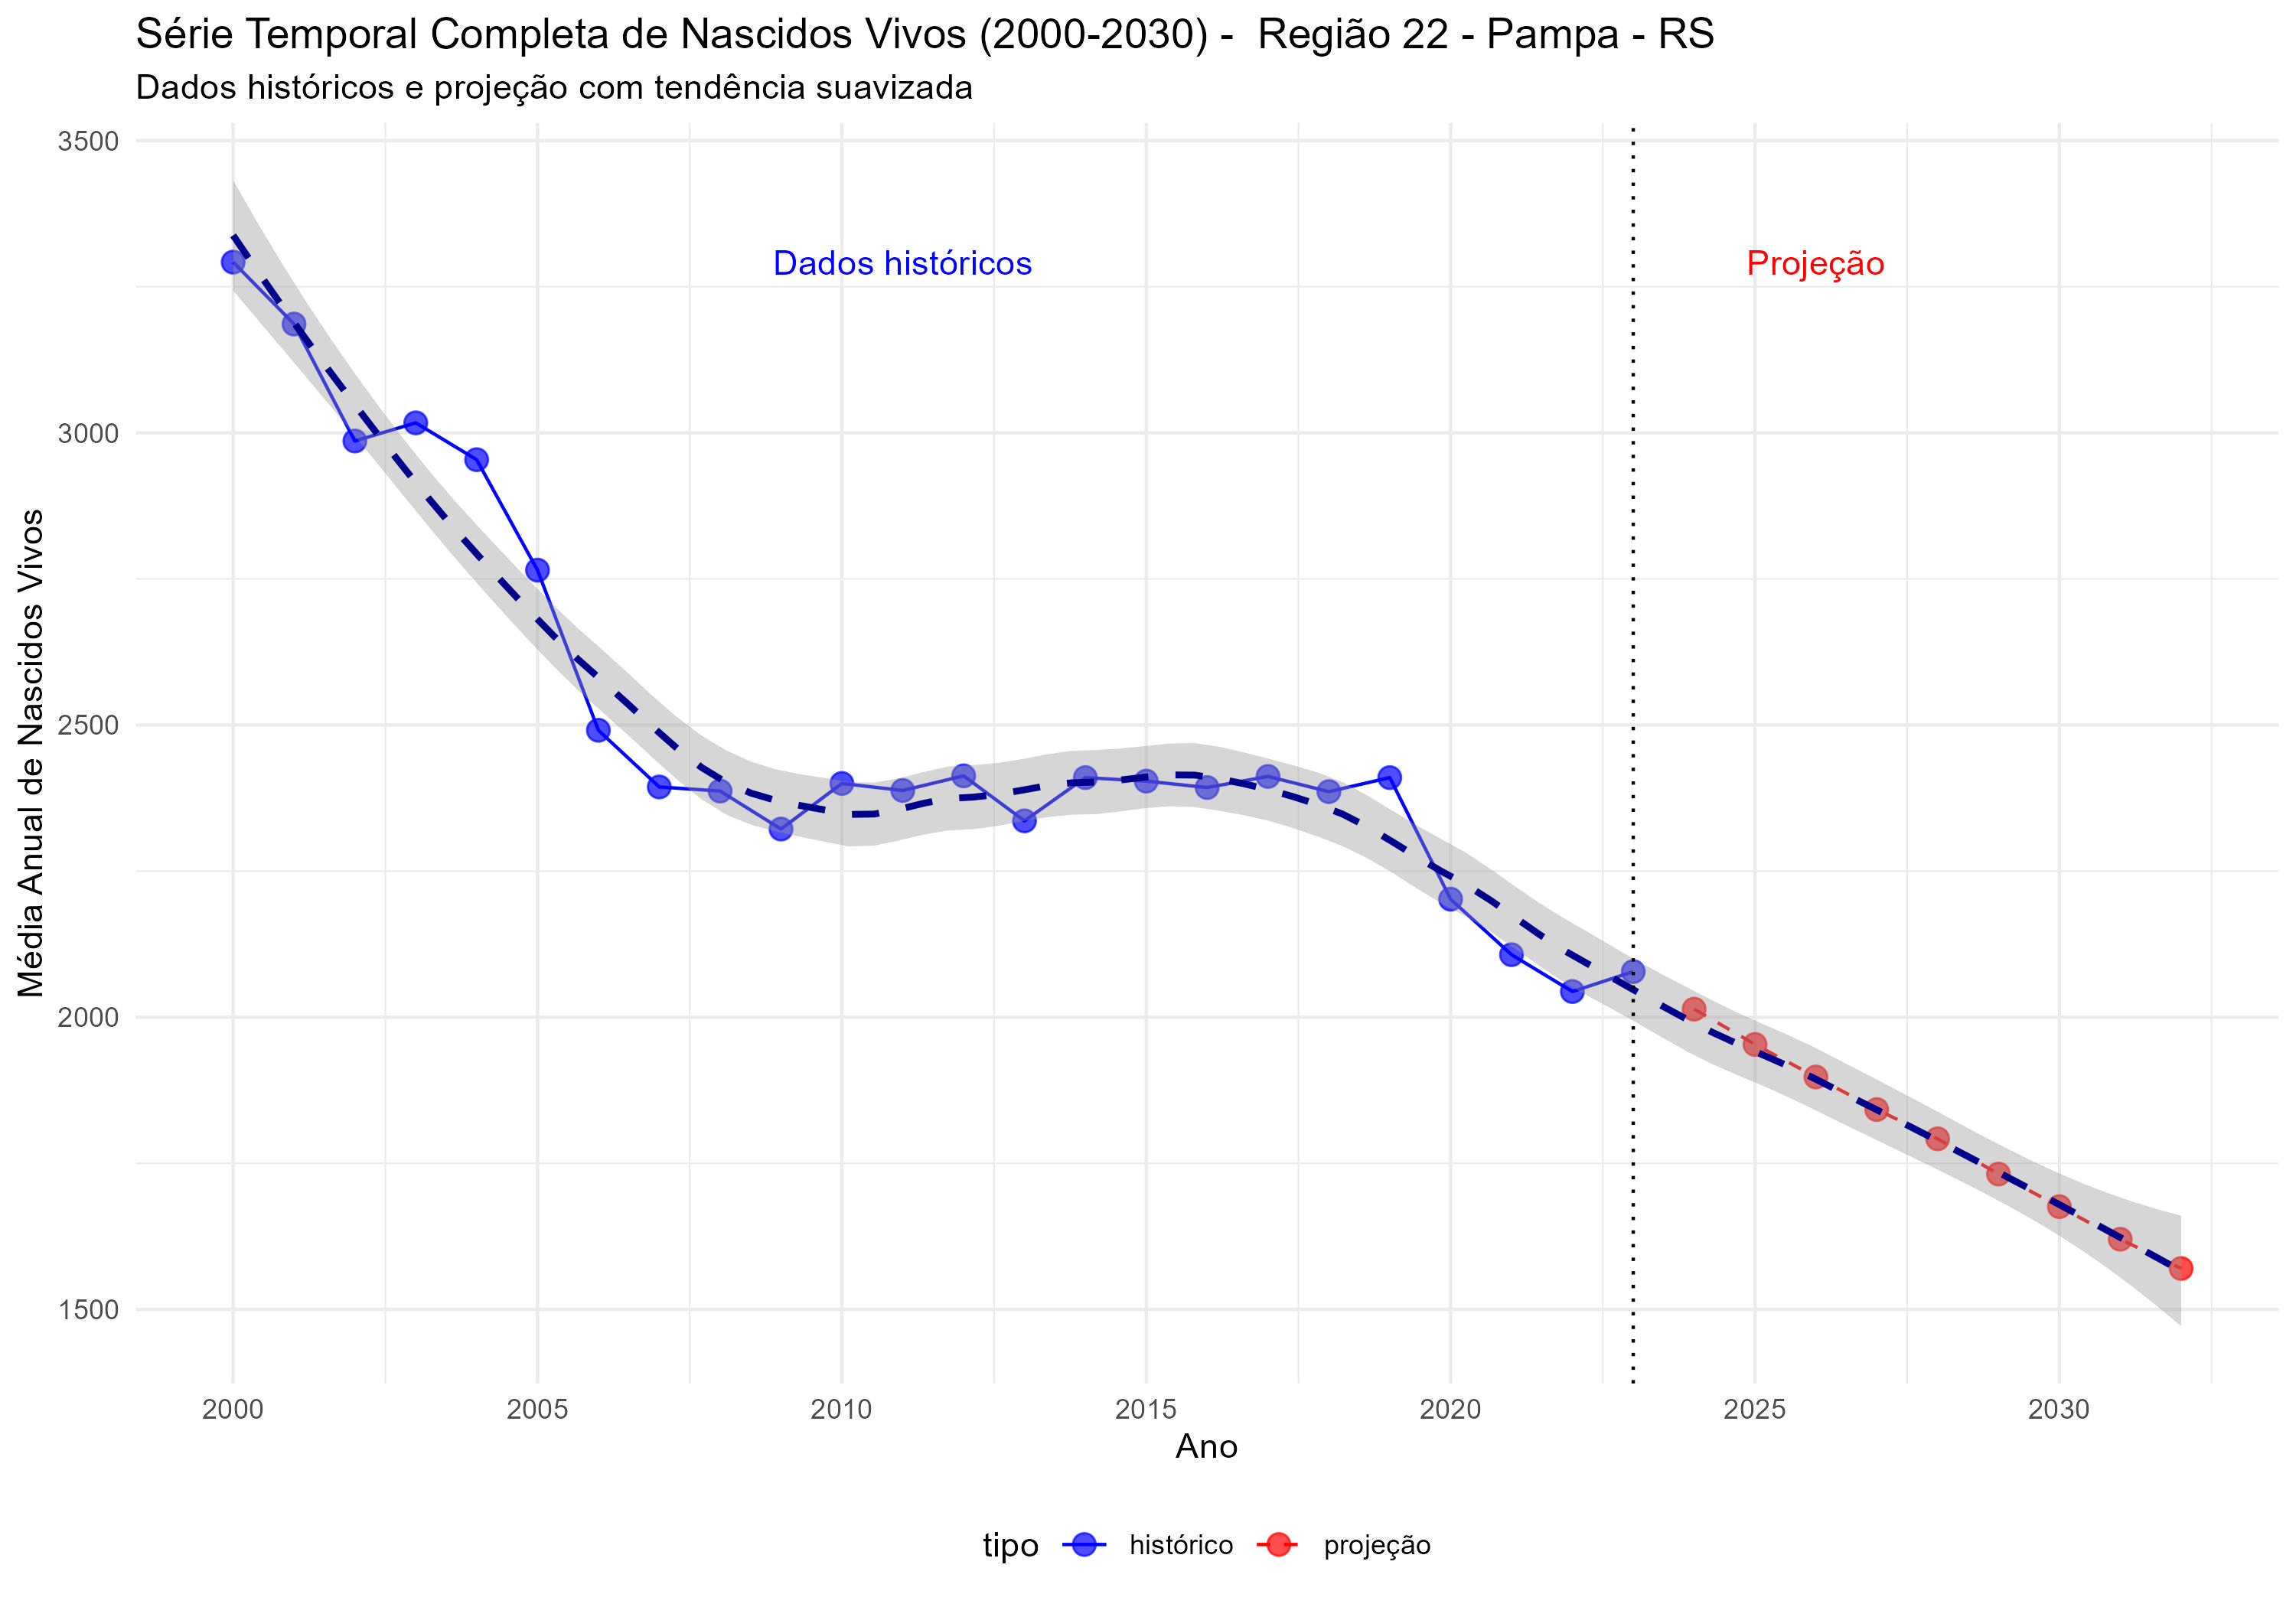 Série Temporal Completa de Nascidos Vivos (2000-2030) -  Região 22 - Pampa - RS
Dados históricos e projeção com tendência suavizada
Média Anual de Nascidos Vivos
3500
3000
2500
2000
1500
Dados históricos
Projeção
2000
2005
2010
2015
2020
2025
2030
Ano
tipo
histórico
projeção